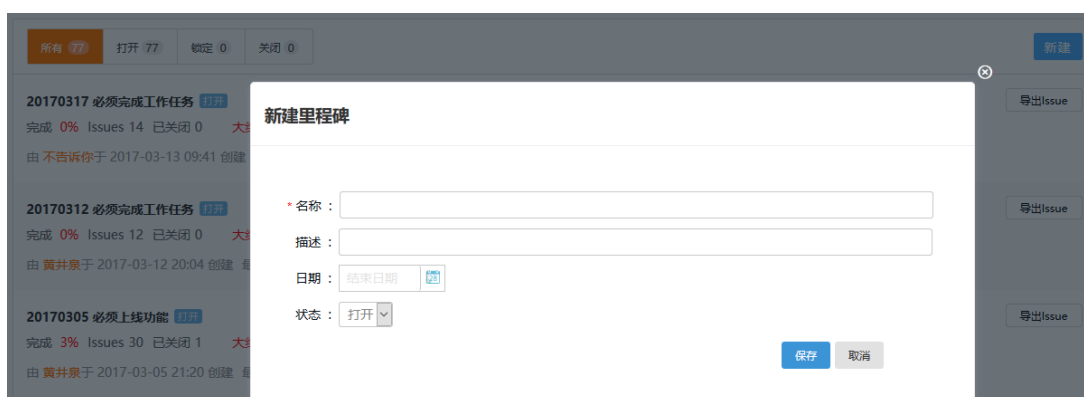 所有 77 打开 77 锁定 0 关闭 0 新建
20170317 必须完成工作任务 打开 导出Issue
完成 0% Issues 14 已关闭 0
由 不告诉你于 2017-03-13 09:41 创建
20170312 必须完成工作任务 打开 导出Issue
完成 0% Issues 12 已关闭 0
由 黄井泉于 2017-03-12 20:04 创建
20170305 必须上线功能 打开 导出Issue
完成 3% Issues 30 已关闭 1
由 黄井泉于 2017-03-05 21:20 创建
新建里程碑
* 名称 :
描述 :
日期 : 结束日期
状态 : 打开
保存 取消